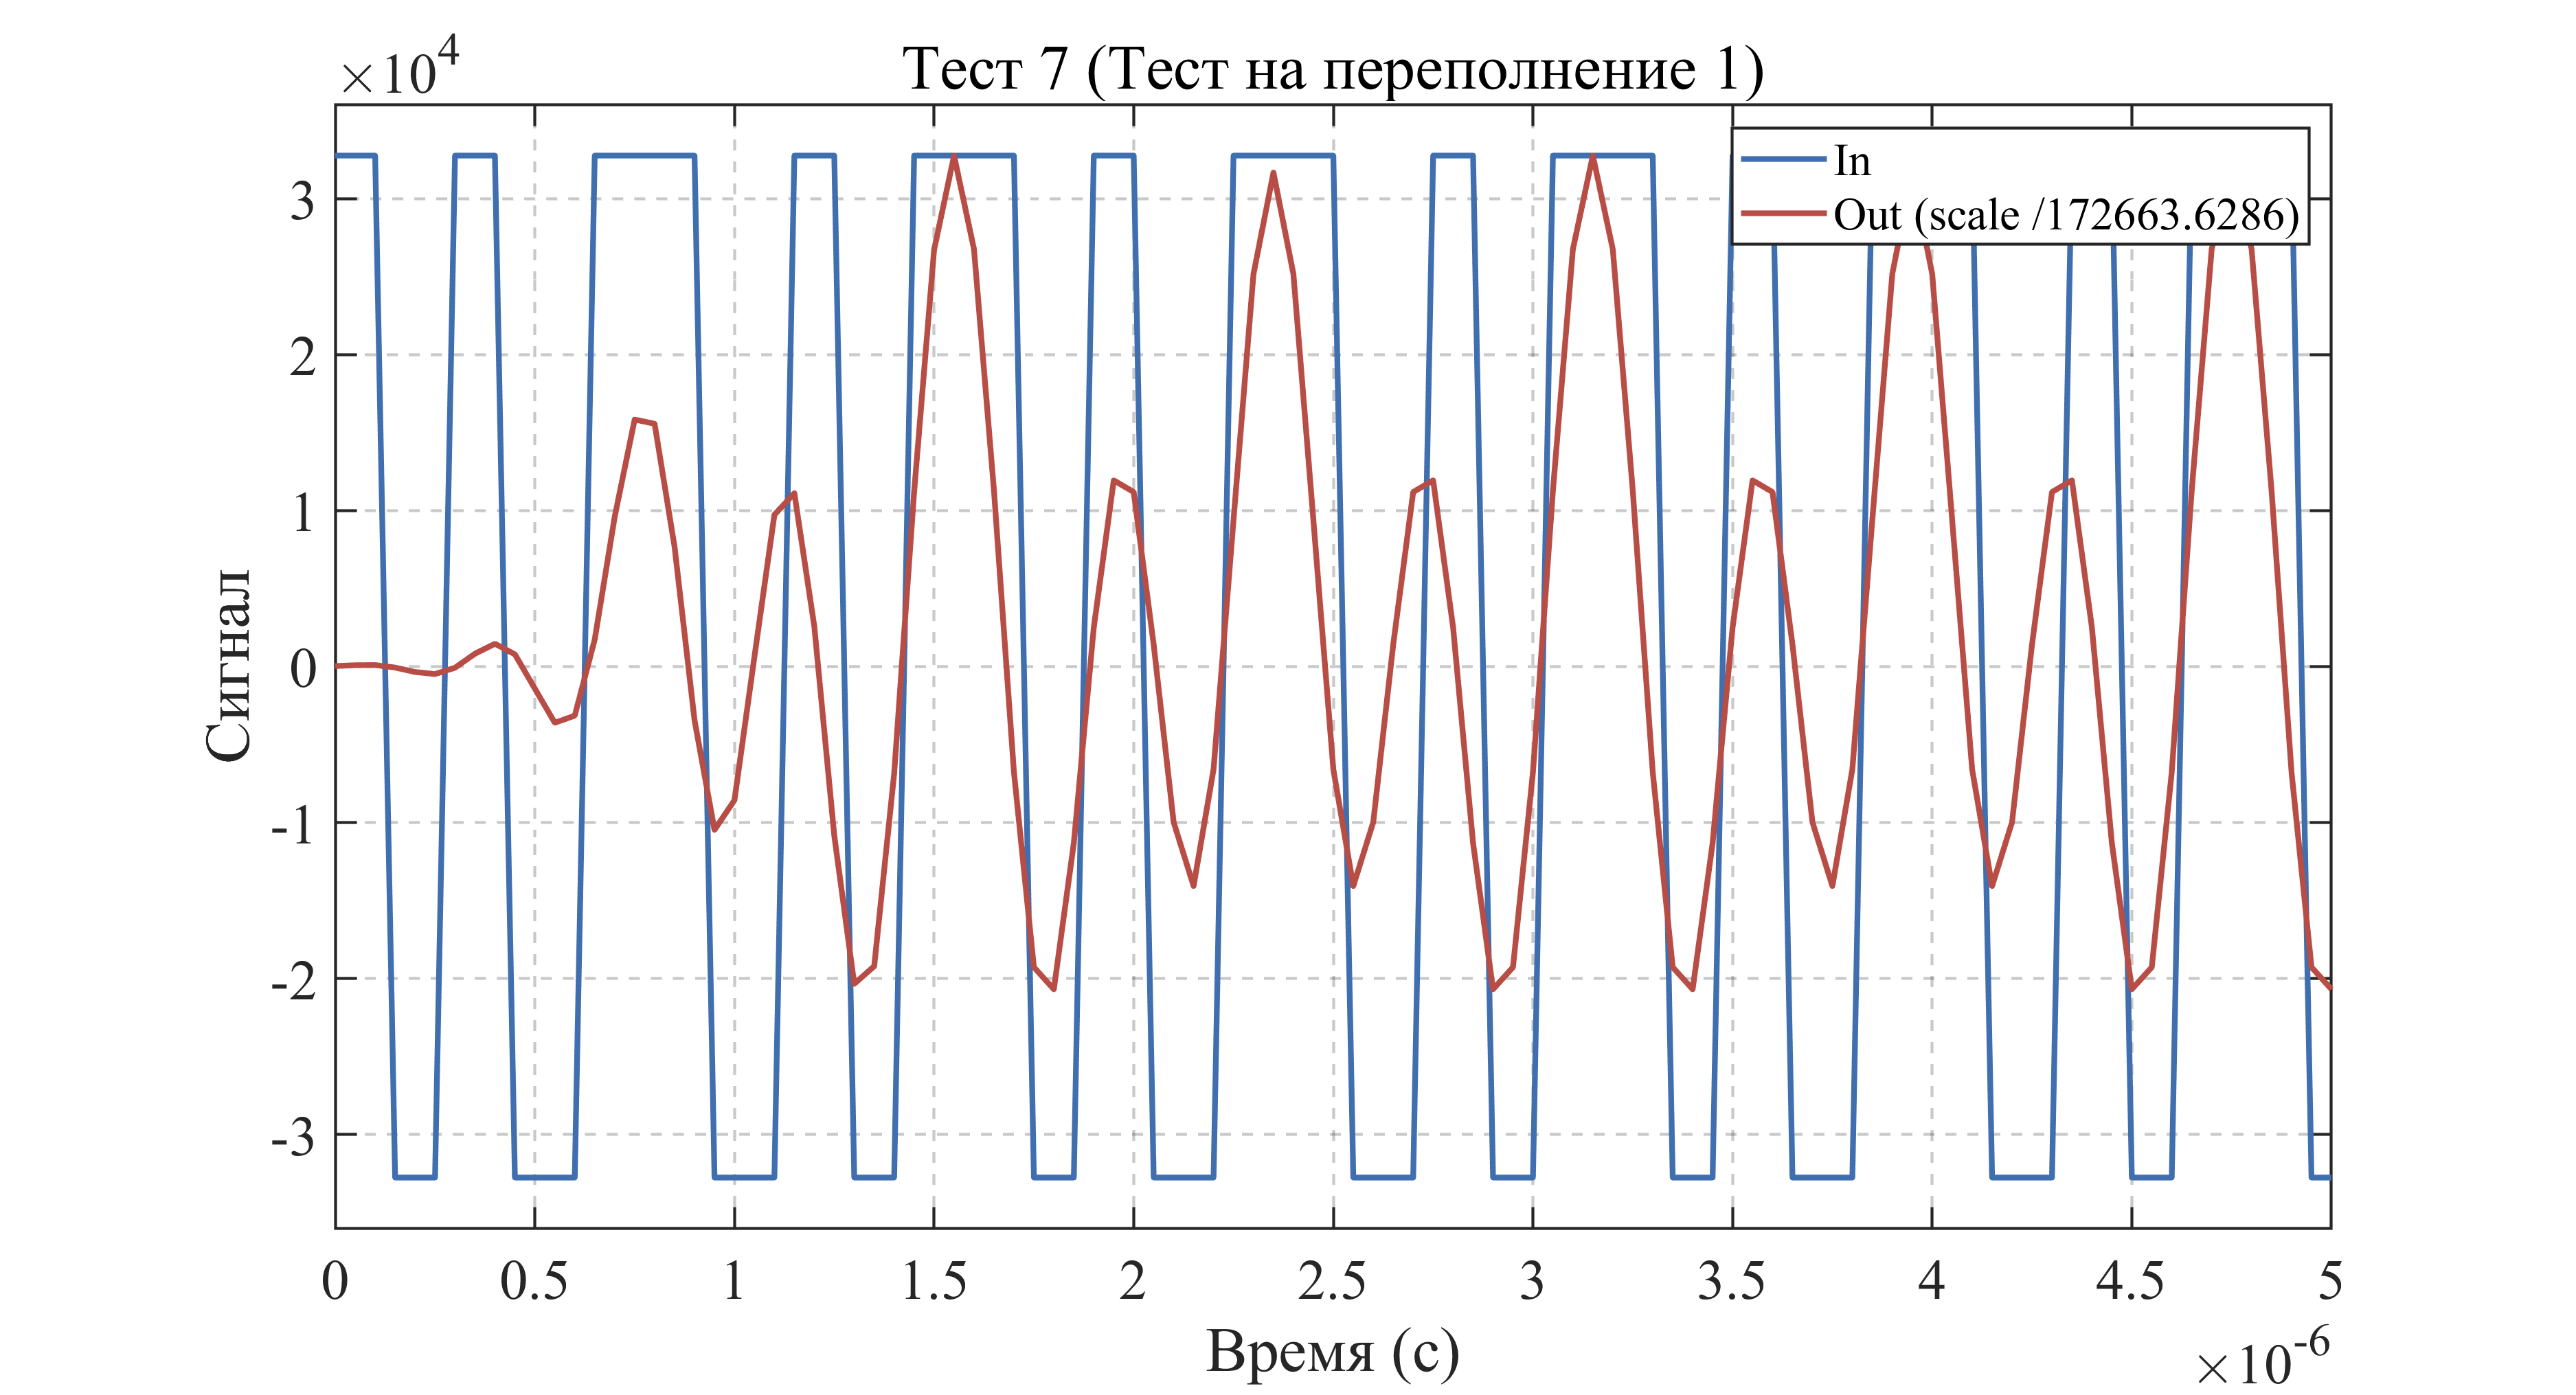 Тест 7 (Тест на переполнение 1)
×10^4
In
Out (scale /172663.6286)
3
2
1
0
-1
-2
-3
Сигнал
0 0.5 1 1.5 2 2.5 3 3.5 4 4.5 5
Время (с)
×10^-6